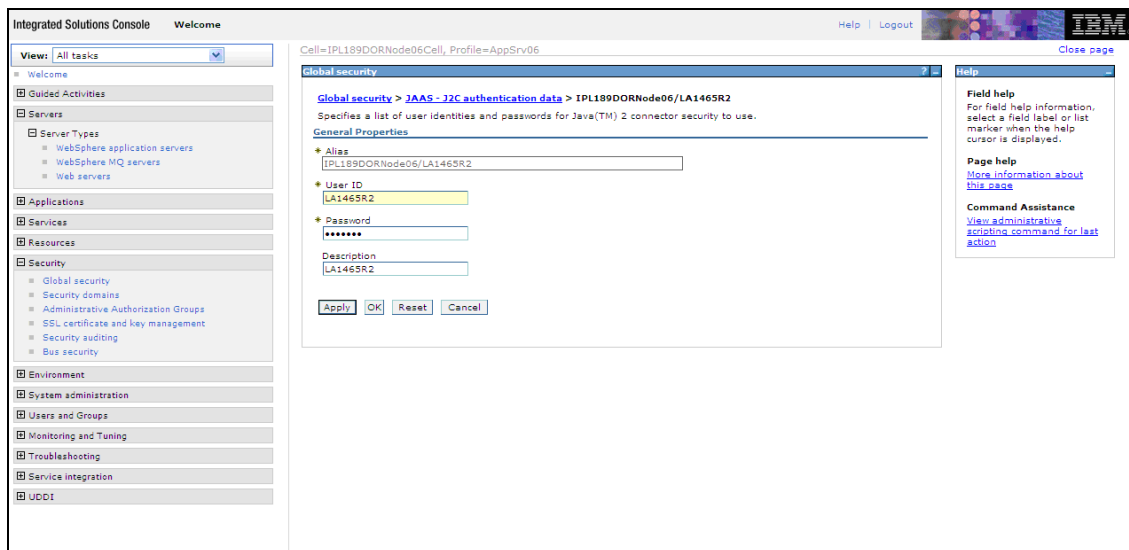 Integrated Solutions Console Welcome
Help | Logout
IBM
View: All tasks
Welcome
Guided Activities
Servers
Server Types
WebSphere application servers
WebSphere MQ servers
Web servers
Applications
Services
Resources
Security
Global security
Security domains
Administrative Authorization Groups
SSL certificate and key management
Security auditing
Bus security
Environment
System administration
Users and Groups
Monitoring and Tuning
Troubleshooting
Service integration
UDDI
Cell=IPL189DORNode06Cell, Profile=AppSrv06
Close page
Global security
? -
Global security > JAAS - J2C authentication data > IPL189DORNode06/LA1465R2
Specifies a list of user identities and passwords for Java(TM) 2 connector security to use.
General Properties
* Alias
IPL189DORNode06/LA1465R2
* User ID
LA1465R2
* Password
•••••••
Description
LA1465R2
Apply OK Reset Cancel
Help
-
Field help
For field help information,
select a field label or list
marker when the help
cursor is displayed.
Page help
More information about
this page
Command Assistance
View administrative
scripting command for last
action